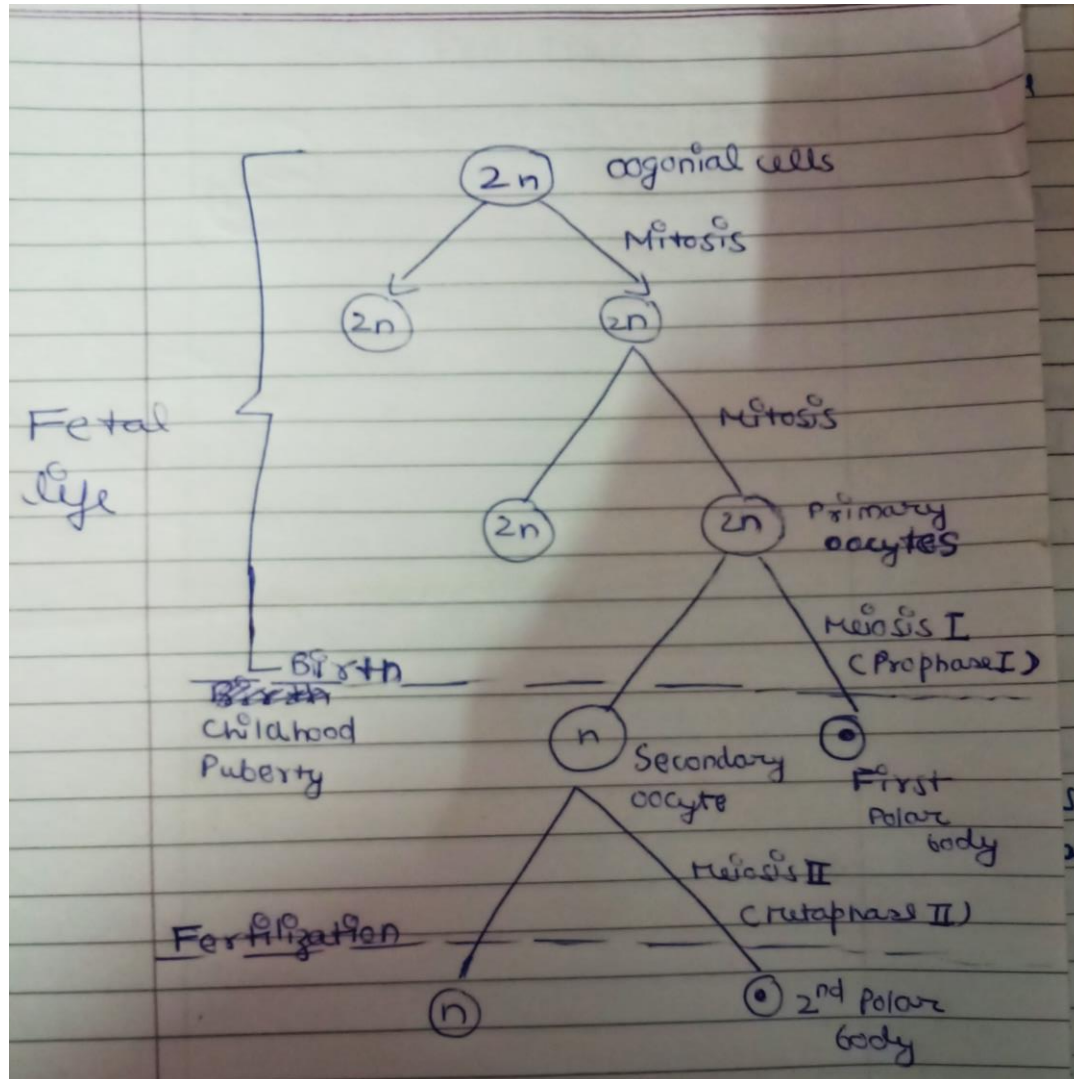 2n oogonial cells
Mitosis
2n 2n
Mitosis
Fetal
life
2n 2n Primary
oocytes
Meiosis I
(Prophase I)
Birth
Childhood
Puberty
n
Secondary
oocyte
First
Polar
body
Meiosis II
(Metaphase II)
Fertilization
n
2nd Polar
body